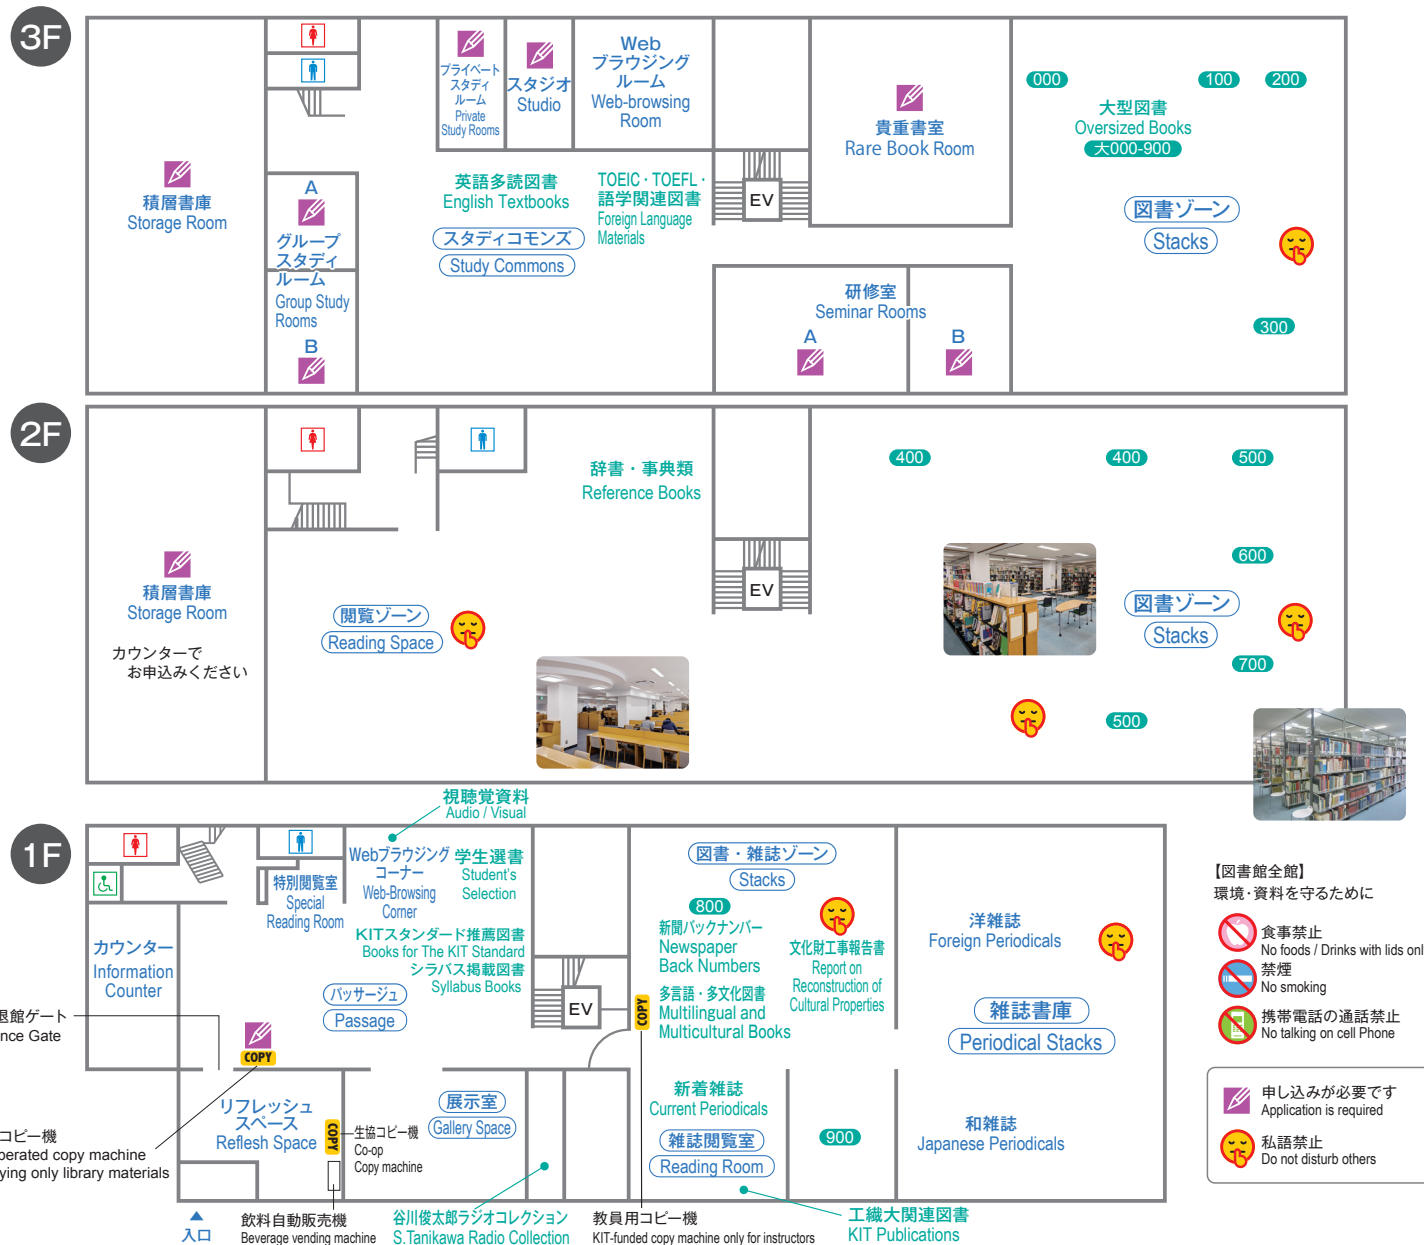 3F
プライベート
スタディ
ルーム
Private
Study Rooms
スタジオ
Studio
Web
ブラウジング
ルーム
Web-browsing
Room
貴重書室
Rare Book Room
000
100
200
大型図書
Oversized Books
大000-900
積層書庫
Storage Room
A
グループ
スタディ
ルーム
Group Study
Rooms
B
英語多読図書
English Textbooks
TOEIC・TOEFL・
語学関連図書
Foreign Language
Materials
スタディコモンズ
Study Commons
EV
図書ゾーン
Stacks
研修室
Seminar Rooms
A
B
300
2F
辞書・事典類
Reference Books
400
400
500
積層書庫
Storage Room
カウンターで
お申込みください
閲覧ゾーン
Reading Space
EV
600
図書ゾーン
Stacks
700
500
1F
視聴覚資料
Audio / Visual
Webブラウジング
コーナー
Web-Browsing
Corner
学生選書
Student's
Selection
特別閲覧室
Special
Reading Room
KITスタンダード推薦図書
Books for The KIT Standard
シラバス掲載図書
Syllabus Books
カウンター
Information
Counter
パッサージュ
Passage
EV
COPY
図書・雑誌ゾーン
Stacks
800
新聞バックナンバー
Newspaper
Back Numbers
多言語・多文化図書
Multilingual and
Multicultural Books
文化財工事報告書
Report on
Reconstruction of
Cultural Properties
洋雑誌
Foreign Periodicals
雑誌書庫
Periodical Stacks
和雑誌
Japanese Periodicals
退館ゲート
nce Gate
COPY
コピー機
perated copy machine
ying only library materials
リフレッシュ
スペース
Reflesh Space
COPY
生協コピー機
Co-op
Copy machine
展示室
Gallery Space
新着雑誌
Current Periodicals
雑誌閲覧室
Reading Room
900
入口
飲料自動販売機
Beverage vending machine
谷川俊太郎ラジオコレクション
S.Tanikawa Radio Collection
教員用コピー機
KIT-funded copy machine only for instructors
工繊大関連図書
KIT Publications
【図書館全館】
環境・資料を守るために
食事禁止
No foods / Drinks with lids onl
禁煙
No smoking
携帯電話の通話禁止
No talking on cell Phone
申し込みが必要です
Application is required
私語禁止
Do not disturb others